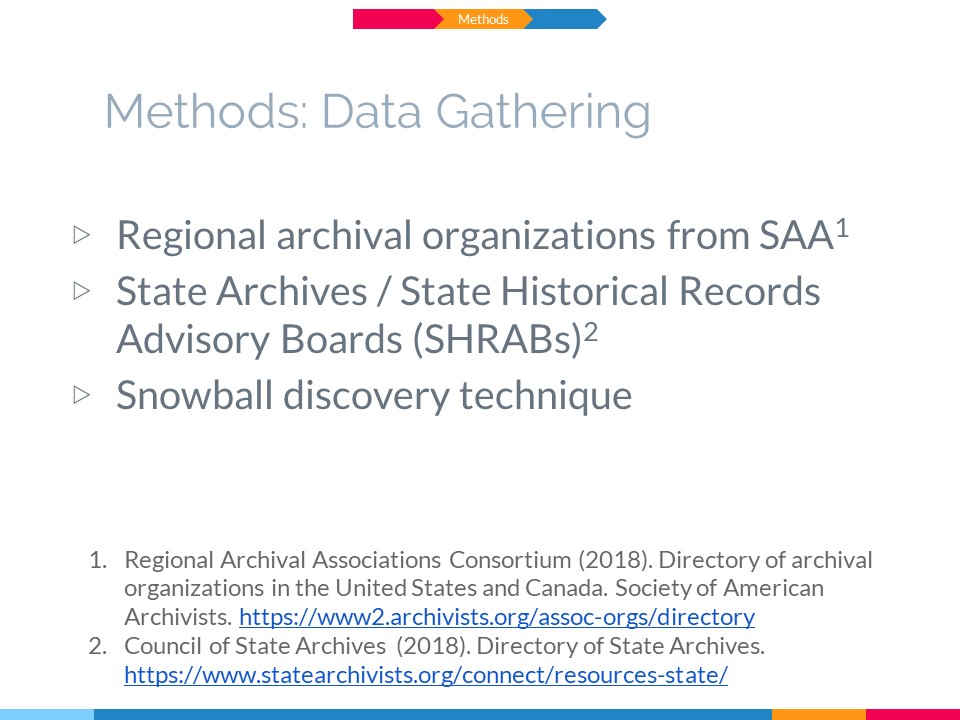 Methods
Methods: Data Gathering
▷ Regional archival organizations from SAA¹
▷ State Archives / State Historical Records
Advisory Boards (SHRABs)²
▷ Snowball discovery technique
1. Regional Archival Associations Consortium (2018). Directory of archival
organizations in the United States and Canada. Society of American
Archivists. https://www2.archivists.org/assoc-orgs/directory
2. Council of State Archives (2018). Directory of State Archives.
https://www.statearchivists.org/connect/resources-state/